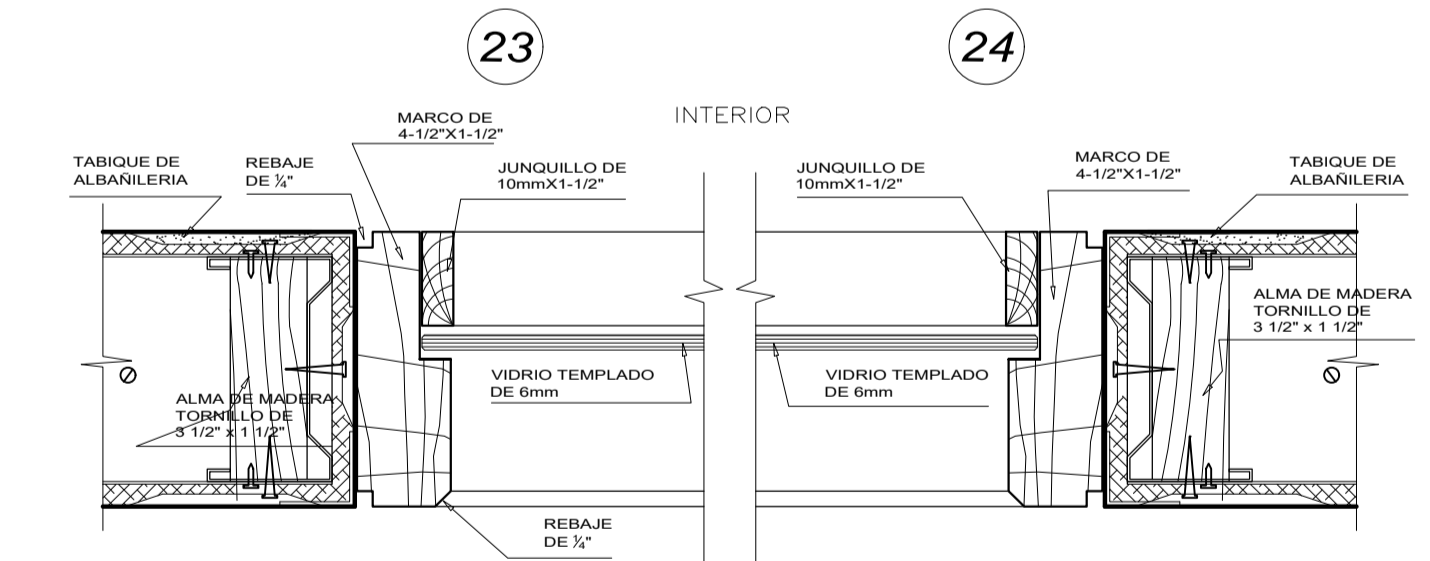 23
24
INTERIOR
MARCO DE
4-1/2"X1-1/2"
TABIQUE DE
ALBAÑILERIA
REBAJE
DE ¼"
JUNQUILLO DE
10mmX1-1/2"
JUNQUILLO DE
10mmX1-1/2"
MARCO DE
4-1/2"X1-1/2"
TABIQUE DE
ALBAÑILERIA
ALMA DE MADERA
TORNILLO DE
3 1/2" x 1 1/2"
VIDRIO TEMPLADO
DE 6mm
VIDRIO TEMPLADO
DE 6mm
ALMA DE MADERA
TORNILLO DE
3 1/2" x 1 1/2"
REBAJE
DE ¼"